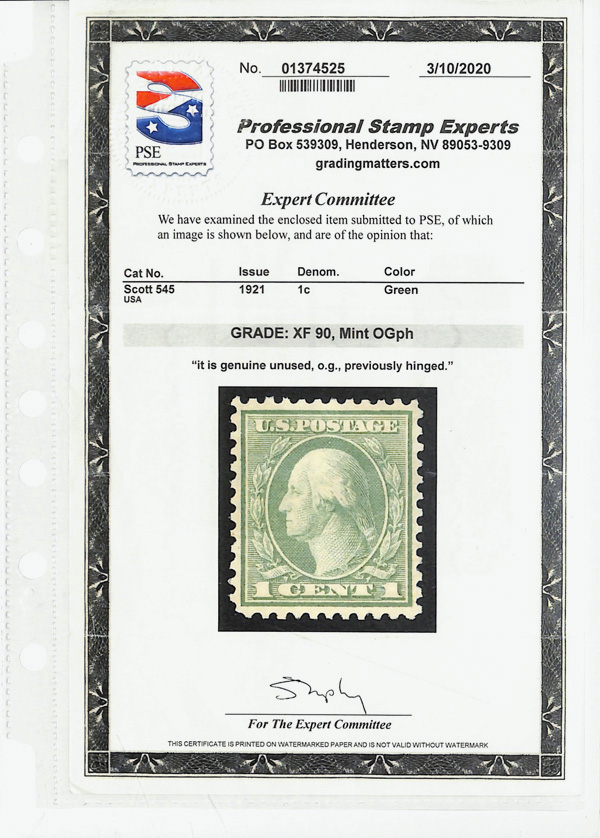 No. 01374525 3/10/2020
PSE
PROFESSIONAL STAMP EXPERTS
Professional Stamp Experts
PO Box 539309, Henderson, NV 89053-9309
gradingmatters.com
Expert Committee
We have examined the enclosed item submitted to PSE, of which
an image is shown below, and are of the opinion that:
Cat No. Issue Denom. Color
Scott 545 1921 1c Green
USA
GRADE: XF 90, Mint OGph
“it is genuine unused, o.g., previously hinged.”
U.S. POSTAGE
1 CENT 1
For The Expert Committee
THIS CERTIFICATE IS PRINTED ON WATERMARKED PAPER AND IS NOT VALID WITHOUT WATERMARK